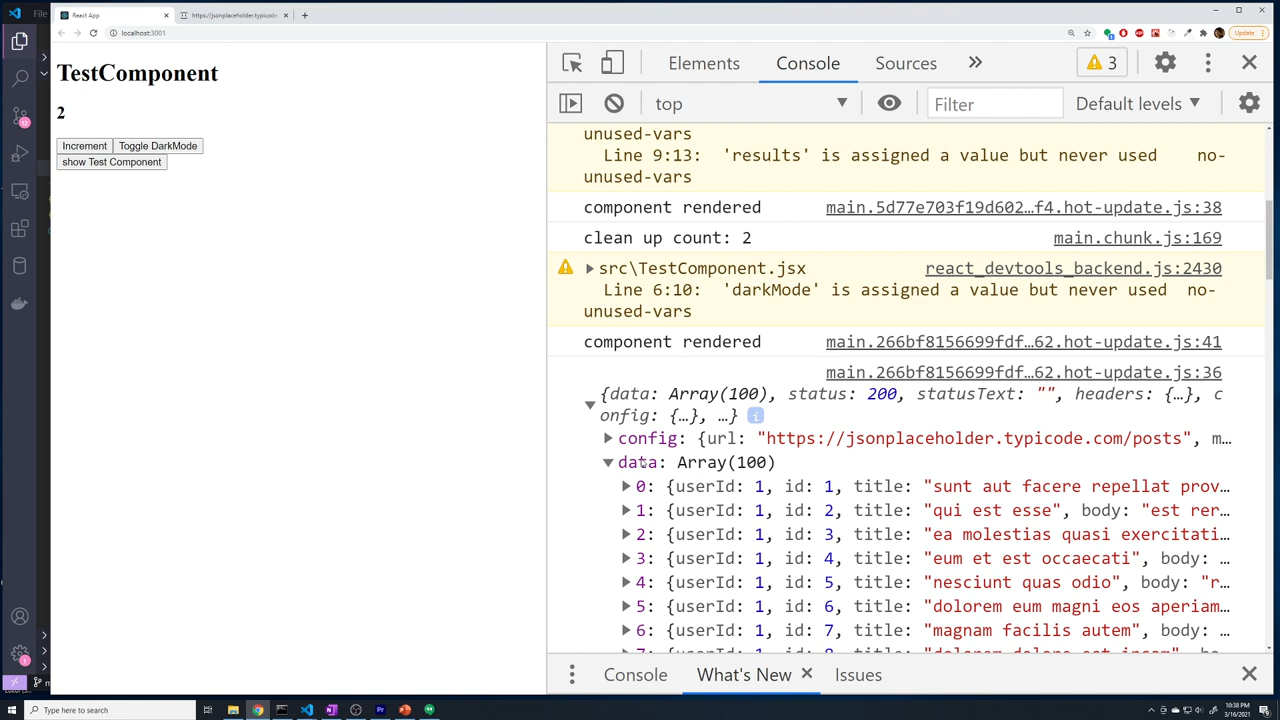 File
React App
https://jsonplaceholder.typicode.
localhost:3001
Update
TestComponent
2
Increment
Toggle DarkMode
show Test Component
Elements
Console
Sources
3
top
Filter
Default levels
unused-vars
Line 9:13: 'results' is assigned a value but never used no-
unused-vars
component rendered main.5d77e703f19d602…f4.hot-update.js:38
clean up count: 2 main.chunk.js:169
src\TestComponent.jsx react_devtools_backend.js:2430
Line 6:10: 'darkMode' is assigned a value but never used no-
unused-vars
component rendered main.266bf8156699fdf…62.hot-update.js:41
main.266bf8156699fdf…62.hot-update.js:36
{data: Array(100), status: 200, statusText: "", headers: {…}, c
onfig: {…}, …}
config: {url: "https://jsonplaceholder.typicode.com/posts", m…
data: Array(100)
0: {userId: 1, id: 1, title: "sunt aut facere repellat prov…
1: {userId: 1, id: 2, title: "qui est esse", body: "est rer…
2: {userId: 1, id: 3, title: "ea molestias quasi exercitati…
3: {userId: 1, id: 4, title: "eum et est occaecati", body: …
4: {userId: 1, id: 5, title: "nesciunt quas odio", body: "r…
5: {userId: 1, id: 6, title: "dolorem eum magni eos aperiam…
6: {userId: 1, id: 7, title: "magnam facilis autem", body: …
Console
What's New
Issues
12
1
Type here to search
10:38 PM
3/16/2021